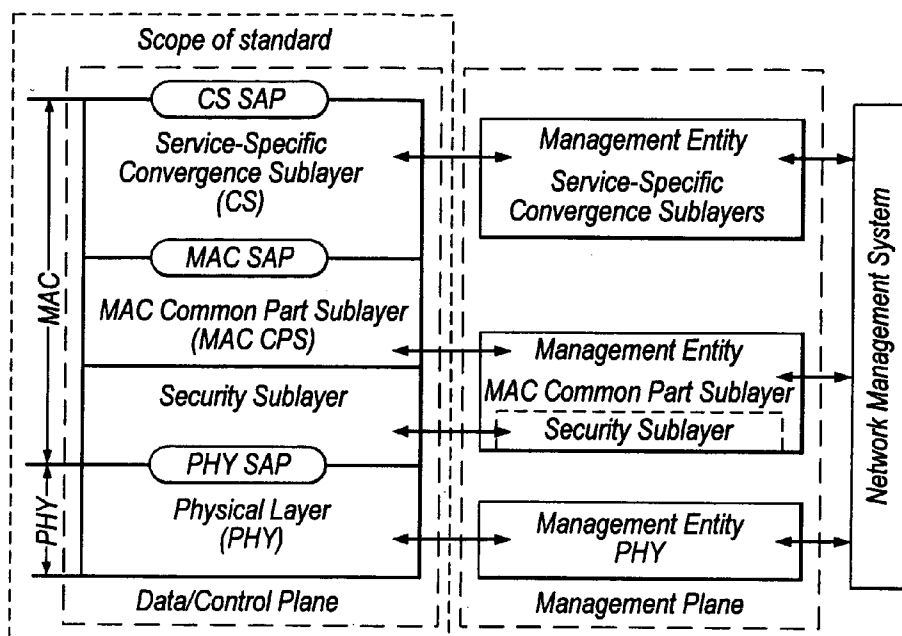 Scope of standard
CS SAP
Service-Specific
Convergence Sublayer
(CS)
MAC SAP
MAC Common Part Sublayer
(MAC CPS)
Security Sublayer
PHY SAP
Physical Layer
(PHY)
Data/Control Plane
MAC
PHY
Management Entity
Service-Specific
Convergence Sublayers
Management Entity
MAC Common Part Sublayer
Security Sublayer
Management Entity
PHY
Management Plane
Network Management System